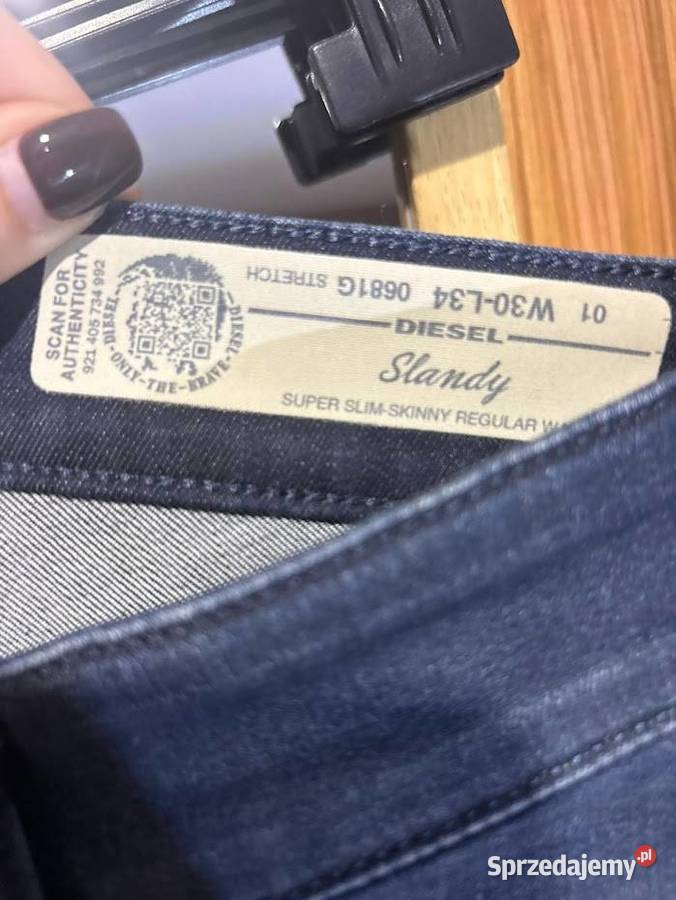 SCAN FOR
AUTHENTICITY
921 405 734 992
DIESEL
ONLY-THE-BRAVE
DIESEL
01 W30-L34 0681G STRETCH
DIESEL
Slandy
SUPER SLIM-SKINNY REGULAR
Sprzedajemy.pl